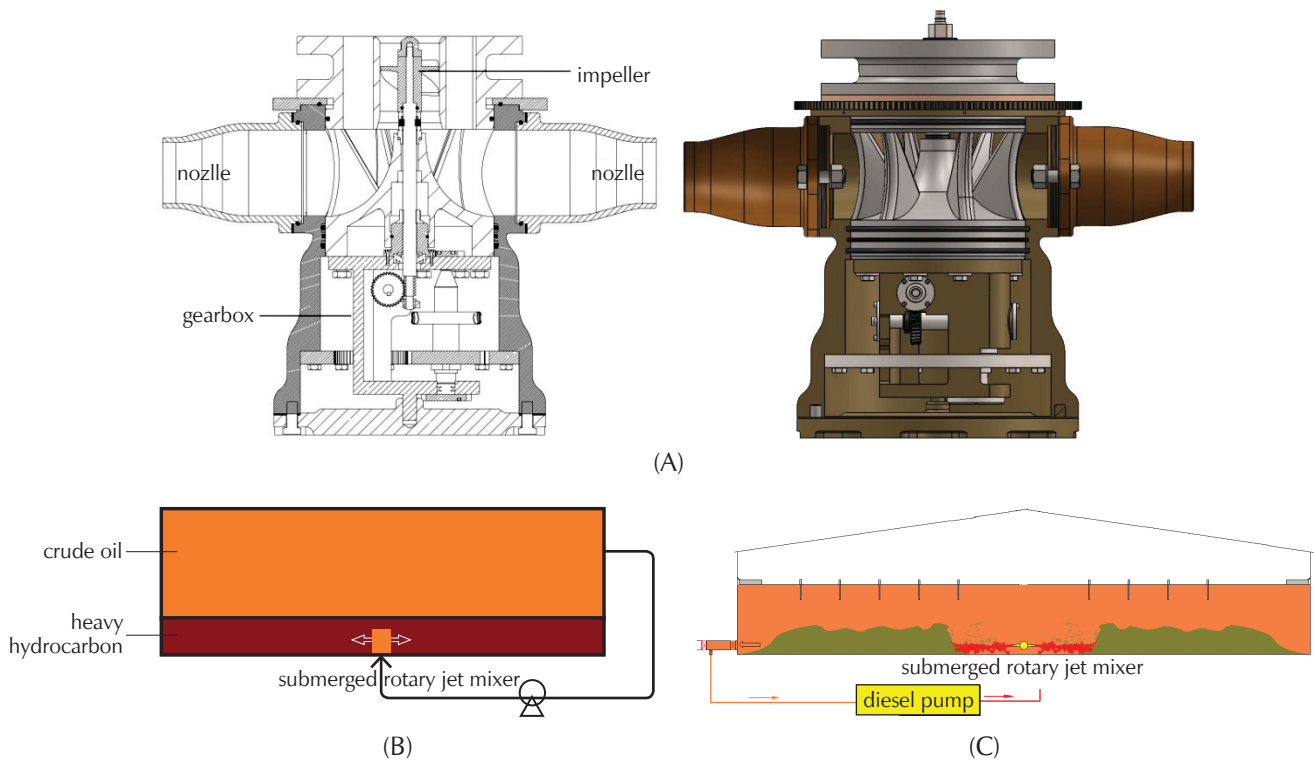 impeller
nozlle
nozlle
gearbox
(A)
crude oil
heavy
hydrocarbon
submerged rotary jet mixer
(B)
submerged rotary jet mixer
diesel pump
(C)